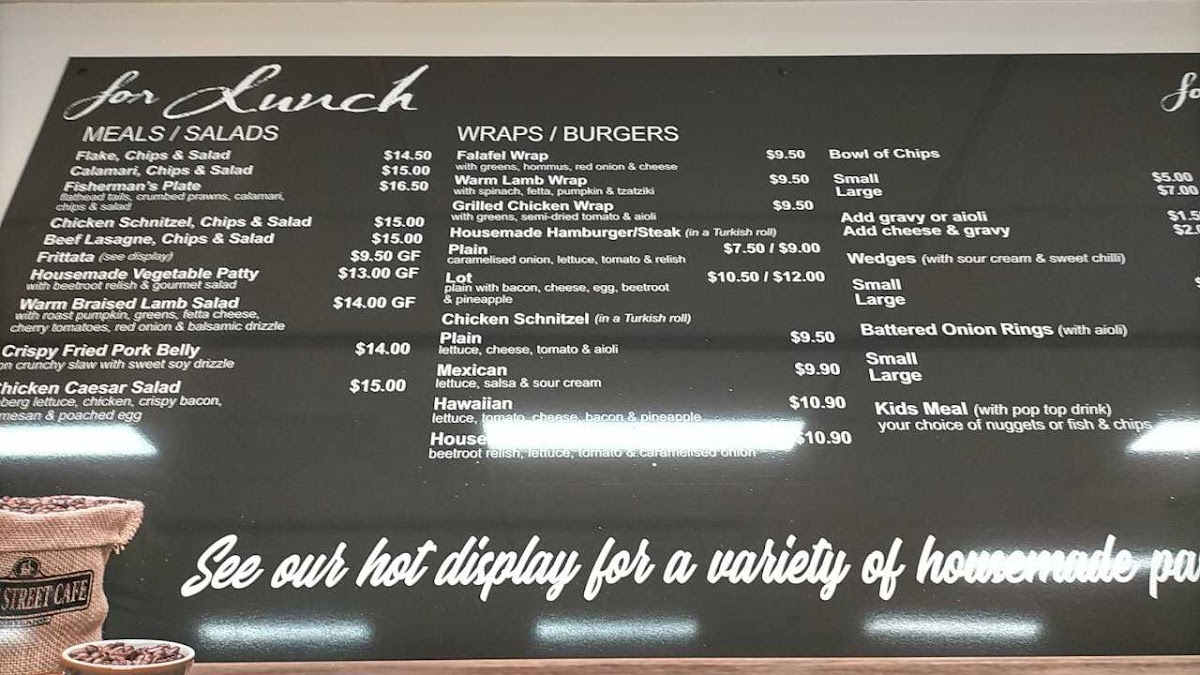 for Lunch
MEALS / SALADS
Flake, Chips & Salad $14.50
Calamari, Chips & Salad $15.00
Fisherman's Plate $16.50
flathead tails, crumbed prawns, calamari,
chips & salad
Chicken Schnitzel, Chips & Salad $15.00
Beef Lasagne, Chips & Salad $15.00
Frittata (see display) $9.50 GF
Housemade Vegetable Patty $13.00 GF
with beetroot relish & gourmet salad
Warm Braised Lamb Salad $14.00 GF
with roast pumpkin, greens, fetta cheese,
cherry tomatoes, red onion & balsamic drizzle
Crispy Fried Pork Belly $14.00
on crunchy slaw with sweet soy drizzle
Chicken Caesar Salad $15.00
berg lettuce, chicken, crispy bacon,
mesan & poached egg
WRAPS / BURGERS
Falafel Wrap $9.50
with greens, hommus, red onion & cheese
Warm Lamb Wrap $9.50
with spinach, fetta, pumpkin & tzatziki
Grilled Chicken Wrap $9.50
with greens, semi-dried tomato & aioli
Housemade Hamburger/Steak (in a Turkish roll)
Plain $7.50 / $9.00
caramelised onion, lettuce, tomato & relish
Lot $10.50 / $12.00
plain with bacon, cheese, egg, beetroot
& pineapple
Chicken Schnitzel (in a Turkish roll)
Plain $9.50
lettuce, cheese, tomato & aioli
Mexican $9.90
lettuce, salsa & sour cream
Hawaiian $10.90
lettuce, tomato, cheese, bacon & pineapple
House $10.90
beetroot relish, lettuce, tomato & caramelised onion
fo
Bowl of Chips
Small $5.00
Large $7.00
Add gravy or aioli $1.5
Add cheese & gravy $2.0
Wedges (with sour cream & sweet chilli)
Small $
Large
Battered Onion Rings (with aioli)
Small
Large
Kids Meal (with pop top drink)
your choice of nuggets or fish & chips
See our hot display for a variety of housemade pa
STREET CAFE